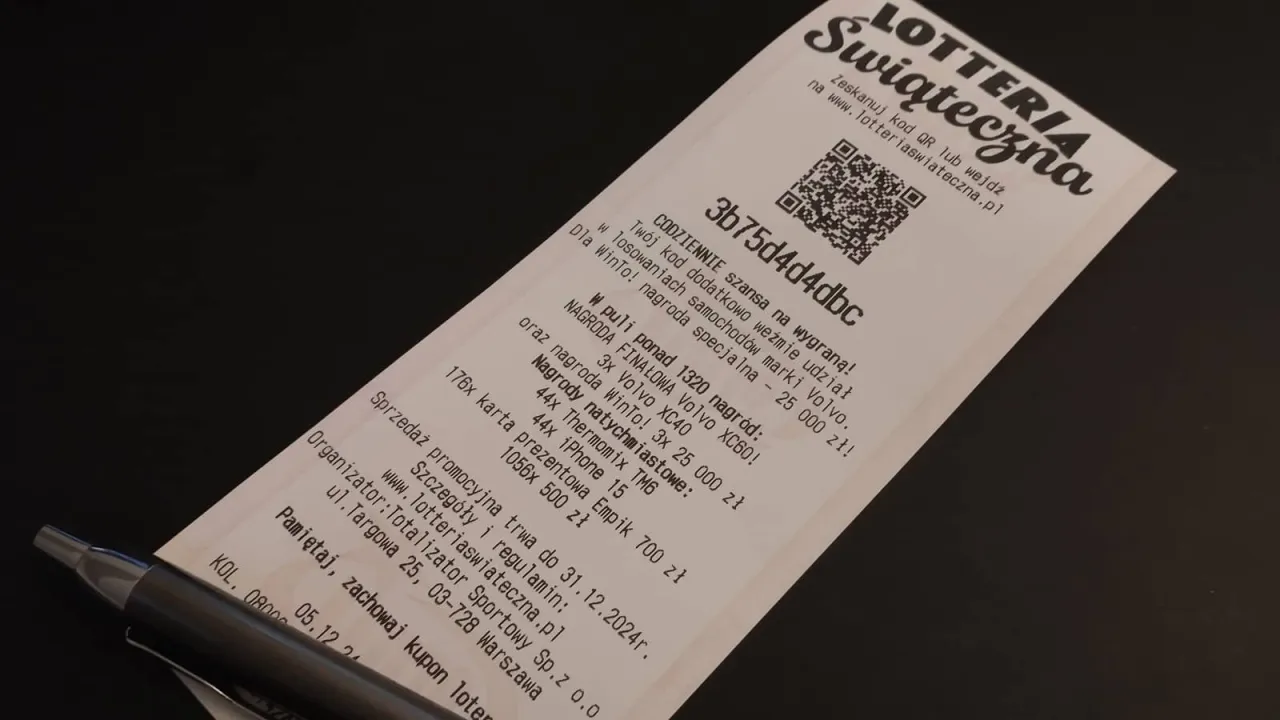 LOTTERIA
Świąteczna
Zeskanuj kod QR lub wejdź
na www.lotteriaswiateczna.pl
3b75d4d4dbc
CODZIENNIE szansa na wygraną!
Twój kod dodatkowo weźmie udział
w losowaniach samochodów marki Volvo.
Dla WinTo! nagroda specjalna - 25 000 zł!
W puli ponad 1320 nagród:
NAGRODA FINAŁOWA Volvo XC60!
3x Volvo XC40
oraz nagroda WinTo! 3x 25 000 zł
Nagrody natychmiastowe:
44x Thermomix TM6
44x iPhone 15
176x karta prezentowa Empik 700 zł
1056x 500 zł
Sprzedaż promocyjna trwa do 31.12.2024r.
Szczegóły i regulamin:
www.lotteriaswiateczna.pl
Organizator:Totalizator Sportowy Sp.z o.o
ul.Targowa 25, 03-728 Warszawa
Pamiętaj, zachowaj kupon
05.12.24
KOL.